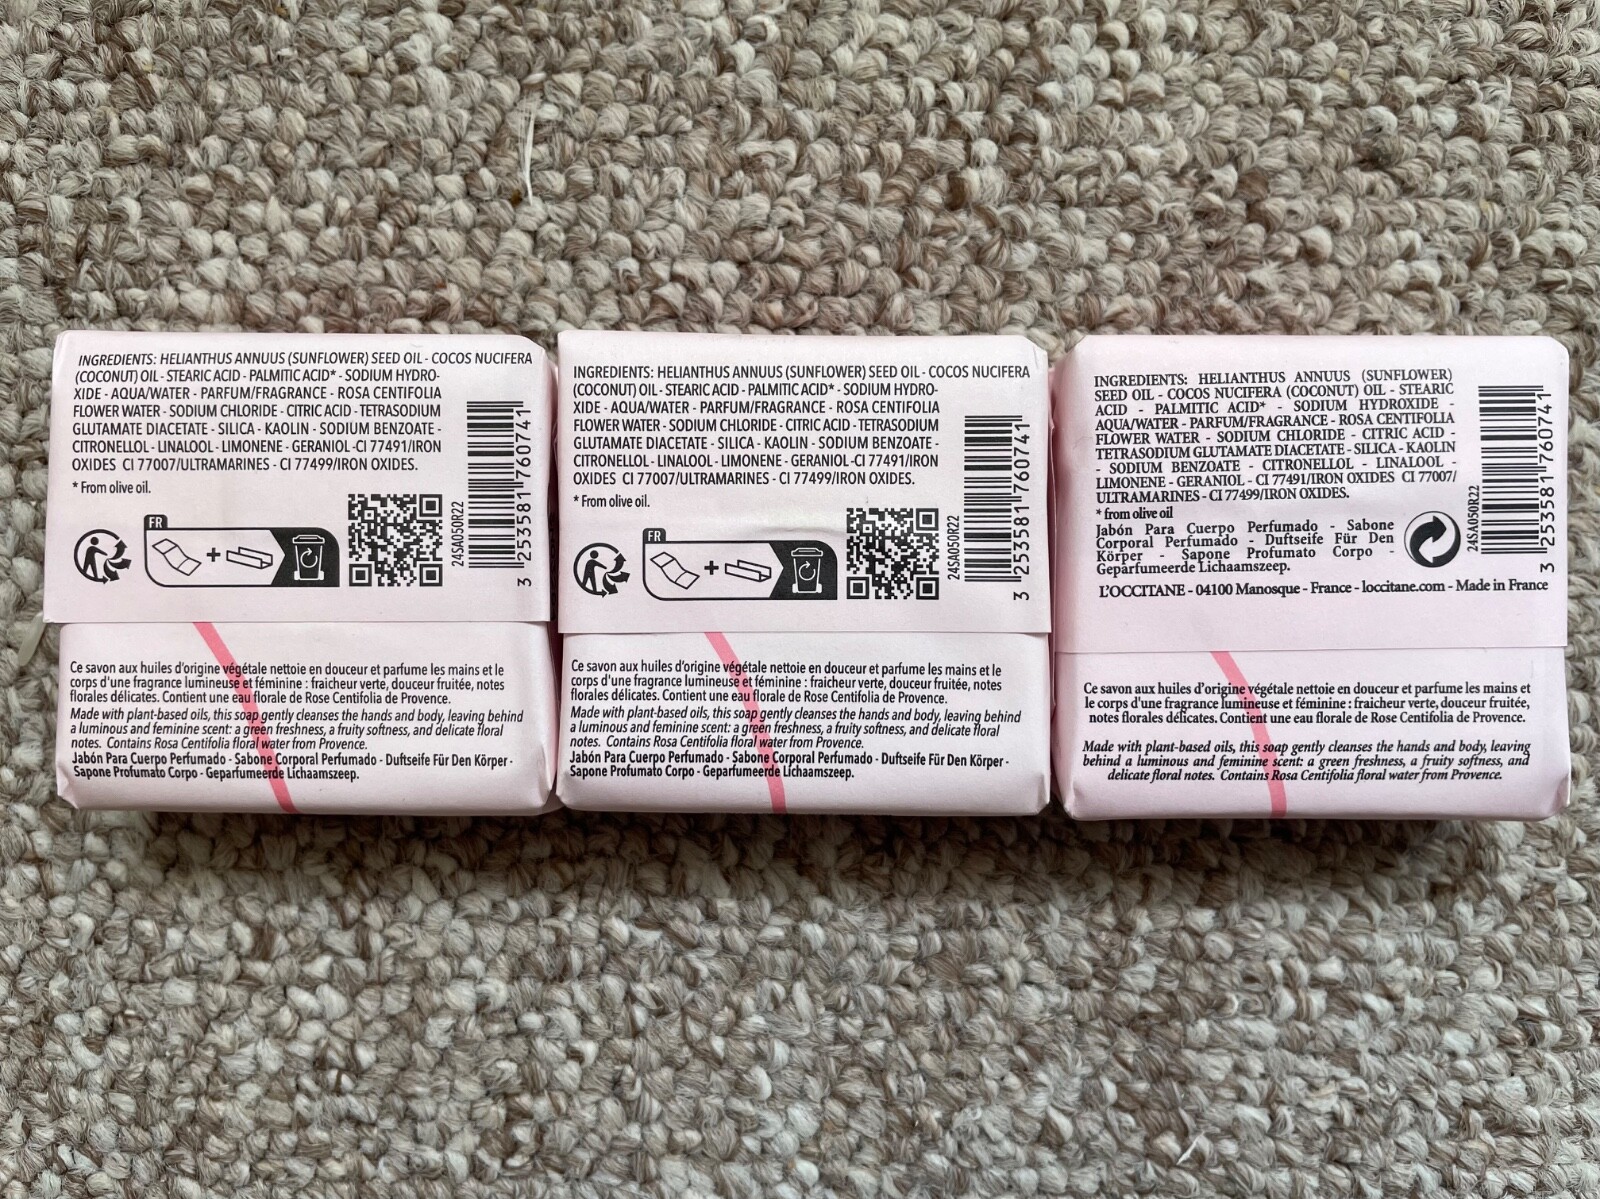 INGREDIENTS: HELIANTHUS ANNUUS (SUNFLOWER) SEED OIL - COCOS NUCIFERA
(COCONUT) OIL - STEARIC ACID - PALMITIC ACID* - SODIUM HYDRO-
XIDE - AQUA/WATER - PARFUM/FRAGRANCE - ROSA CENTIFOLIA
FLOWER WATER - SODIUM CHLORIDE - CITRIC ACID - TETRASODIUM
GLUTAMATE DIACETATE - SILICA - KAOLIN - SODIUM BENZOATE -
CITRONELLOL - LINALOOL - LIMONENE - GERANIOL-CI 77491/IRON
OXIDES CI 77007/ULTRAMARINES - CI 77499/IRON OXIDES.
* From olive oil.
FR
24SA050R22
3 253581 760741
Ce savon aux huiles d'origine végétale nettoie en douceur et parfume les mains et le
corps d'une fragrance lumineuse et féminine : fraicheur verte, douceur fruitée, notes
florales délicates. Contient une eau florale de Rose Centifolia de Provence.
Made with plant-based oils, this soap gently cleanses the hands and body, leaving behind
a luminous and feminine scent: a green freshness, a fruity softness, and delicate floral
notes. Contains Rosa Centifolia floral water from Provence.
Jabón Para Cuerpo Perfumado - Sabone Corporal Perfumado - Duftseife Für Den Körper -
Sapone Profumato Corpo - Geparfumeerde Lichaamszeep.
INGREDIENTS: HELIANTHUS ANNUUS (SUNFLOWER) SEED OIL - COCOS NUCIFERA
(COCONUT) OIL - STEARIC ACID - PALMITIC ACID* - SODIUM HYDRO-
XIDE - AQUA/WATER - PARFUM/FRAGRANCE - ROSA CENTIFOLIA
FLOWER WATER - SODIUM CHLORIDE - CITRIC ACID - TETRASODIUM
GLUTAMATE DIACETATE - SILICA - KAOLIN - SODIUM BENZOATE -
CITRONELLOL - LINALOOL - LIMONENE - GERANIOL -CI 77491/IRON
OXIDES CI 77007/ULTRAMARINES - CI 77499/IRON OXIDES.
* From olive oil.
FR
24SA050R22
3 253581 760741
Ce savon aux huiles d'origine végétale nettoie en douceur et parfume les mains et le
corps d'une fragrance lumineuse et féminine : fraicheur verte, douceur fruitée, notes
florales délicates. Contient une eau florale de Rose Centifolia de Provence.
Made with plant-based oils, this soap gently cleanses the hands and body, leaving behind
a luminous and feminine scent: a green freshness, a fruity softness, and delicate floral
notes. Contains Rosa Centifolia floral water from Provence.
Jabón Para Cuerpo Perfumado - Sabone Corporal Perfumado - Duftseife Für Den Körper -
Sapone Profumato Corpo - Geparfumeerde Lichaamszeep.
INGREDIENTS: HELIANTHUS ANNUUS (SUNFLOWER)
SEED OIL - COCOS NUCIFERA (COCONUT) OIL - STEARIC
ACID - PALMITIC ACID* - SODIUM HYDROXIDE -
AQUA/WATER - PARFUM/FRAGRANCE - ROSA CENTIFOLIA
FLOWER WATER - SODIUM CHLORIDE - CITRIC ACID -
TETRASODIUM GLUTAMATE DIACETATE - SILICA - KAOLIN
- SODIUM BENZOATE - CITRONELLOL - LINALOOL -
LIMONENE - GERANIOL - CI 77491/IRON OXIDES CI 77007/
ULTRAMARINES - CI 77499/IRON OXIDES.
* from olive oil
Jabón Para Cuerpo Perfumado - Sabone
Corporal Perfumado - Duftseife Für Den
Körper - Sapone Profumato Corpo -
Geparfumeerde Lichaamszeep.
24SA050R22
3 253581 760741
L'OCCITANE - 04100 Manosque - France - loccitane.com - Made in France
Ce savon aux huiles d'origine végétale nettoie en douceur et parfume les mains et
le corps d'une fragrance lumineuse et féminine : fraicheur verte, douceur fruitée,
notes florales délicates. Contient une eau florale de Rose Centifolia de Provence.
Made with plant-based oils, this soap gently cleanses the hands and body, leaving
behind a luminous and feminine scent: a green freshness, a fruity softness, and
delicate floral notes. Contains Rosa Centifolia floral water from Provence.